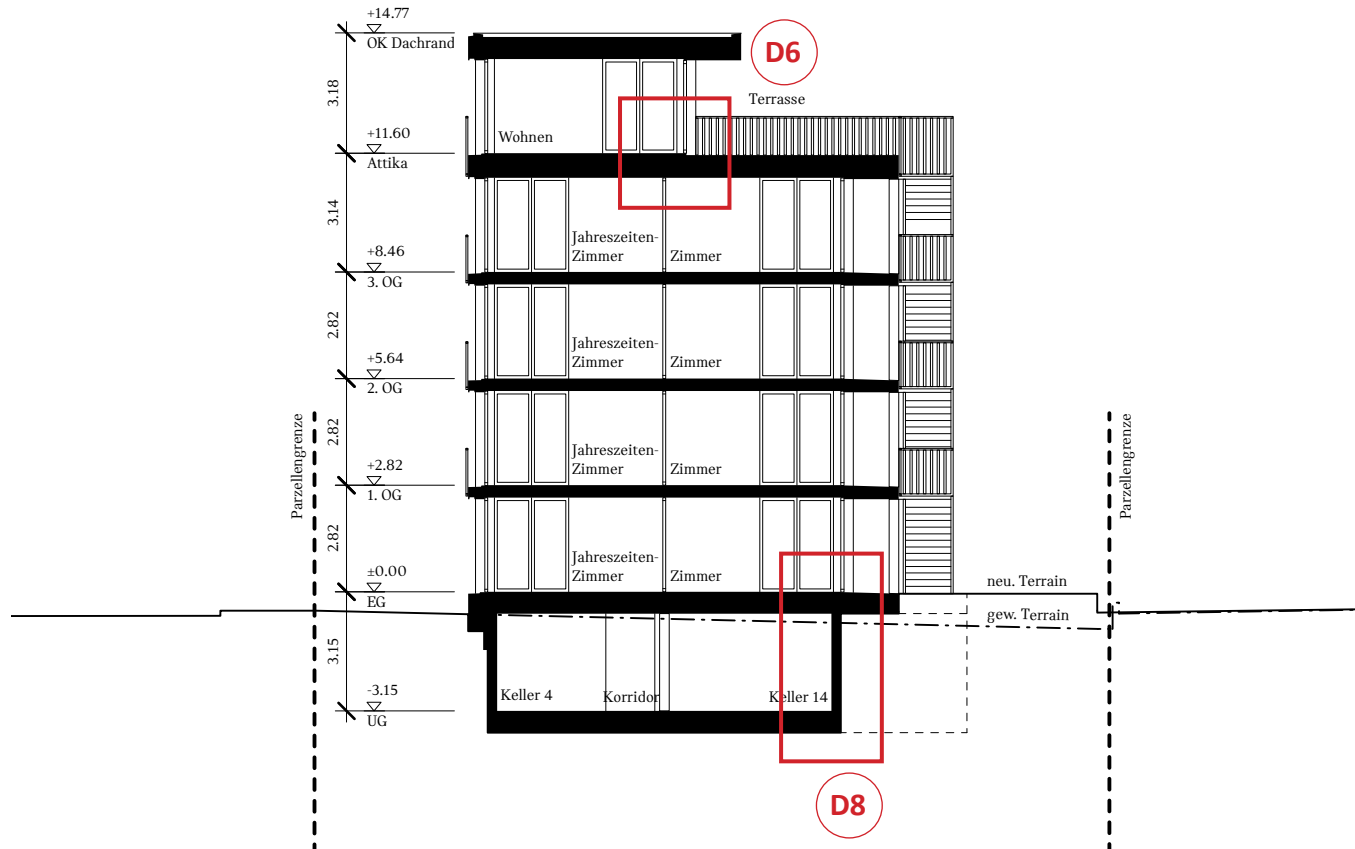 +14.77
OK Dachrand
D6
3.18
Terrasse
+11.60
Attika
Wohnen
3.14
Jahreszeiten-
Zimmer
Zimmer
+8.46
3. OG
2.82
Jahreszeiten-
Zimmer
Zimmer
+5.64
2. OG
Parzellengrenze
2.82
Jahreszeiten-
Zimmer
Zimmer
Parzellengrenze
+2.82
1. OG
2.82
Jahreszeiten-
Zimmer
Zimmer
±0.00
EG
neu. Terrain
gew. Terrain
3.15
-3.15
UG
Keller 4
Korridor
Keller 14
D8